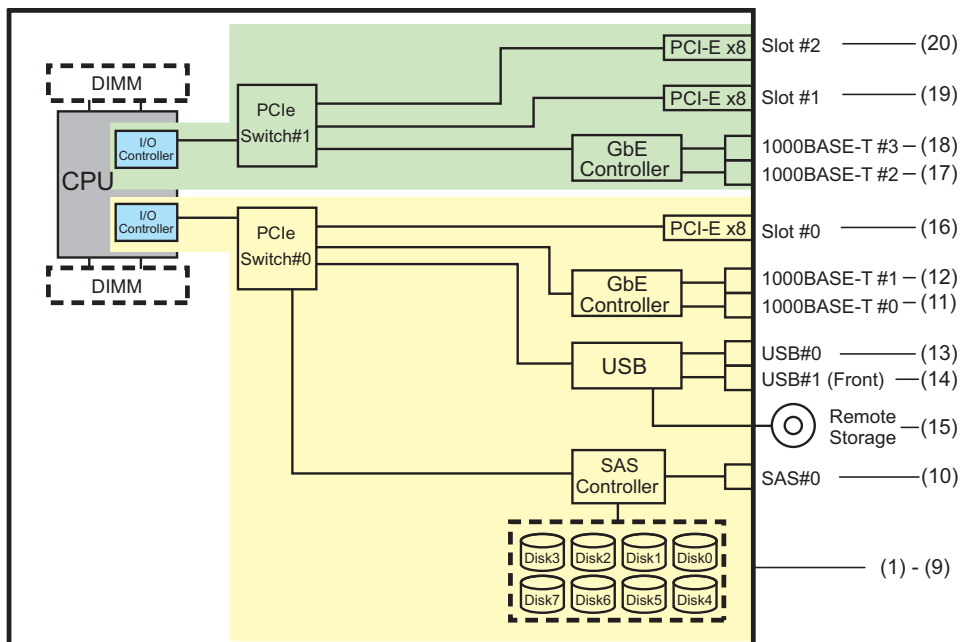 PCI-E x8 Slot #2 (20)
DIMM
PCIe
Switch#1
PCI-E x8 Slot #1 (19)
I/O
Controller
GbE
Controller
1000BASE-T #3 (18)
1000BASE-T #2 (17)
CPU
I/O
Controller
PCIe
Switch#0
PCI-E x8 Slot #0 (16)
DIMM
GbE
Controller
1000BASE-T #1 (12)
1000BASE-T #0 (11)
USB
USB#0 (13)
USB#1 (Front) (14)
Remote
Storage
(15)
SAS
Controller
SAS#0 (10)
Disk3 Disk2 Disk1 Disk0
Disk7 Disk6 Disk5 Disk4
(1) - (9)